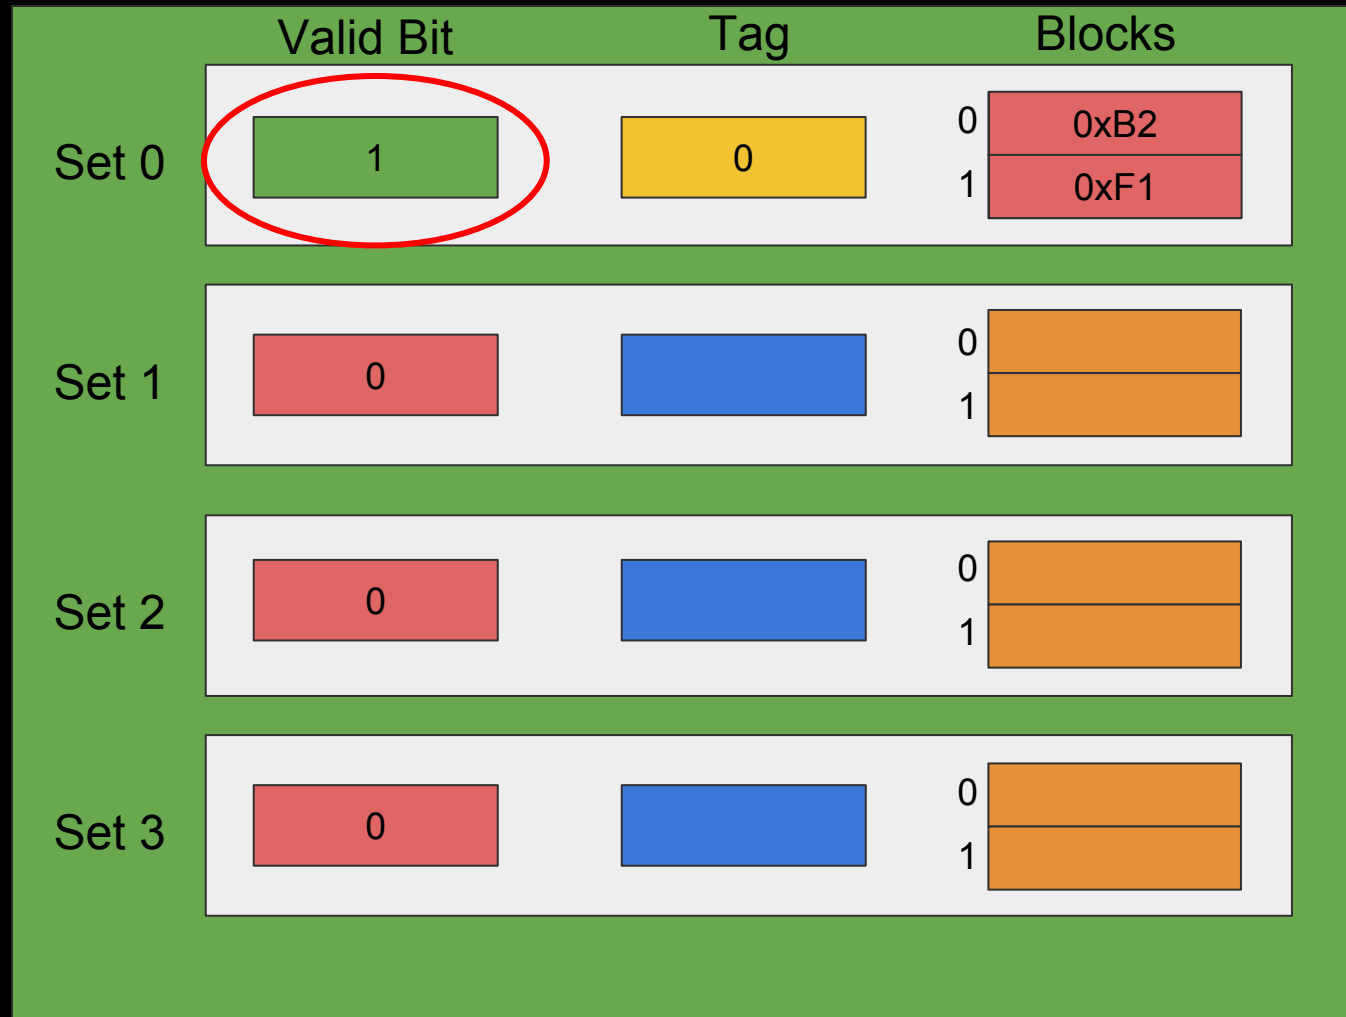 Valid Bit Tag Blocks
Set 0 1 0 0 0xB2
1 0xF1
Set 1 0 0
1
Set 2 0 0
1
Set 3 0 0
1